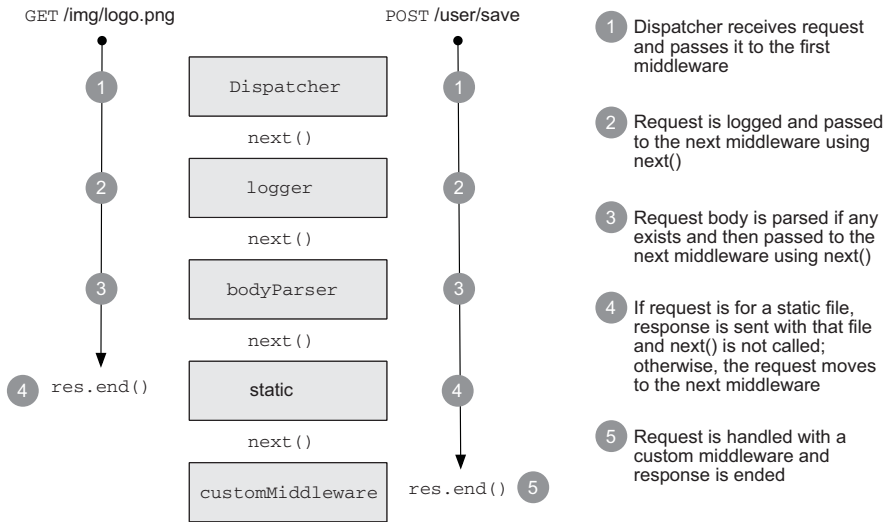 GET /img/logo.png
POST /user/save
1
Dispatcher
1
next()
2
logger
2
next()
3
bodyParser
3
next()
4 res.end()
static
4
next()
customMiddleware
res.end() 5
1 Dispatcher receives request
and passes it to the first
middleware
2 Request is logged and passed
to the next middleware using
next()
3 Request body is parsed if any
exists and then passed to the
next middleware using next()
4 If request is for a static file,
response is sent with that file
and next() is not called;
otherwise, the request moves
to the next middleware
5 Request is handled with a
custom middleware and
response is ended